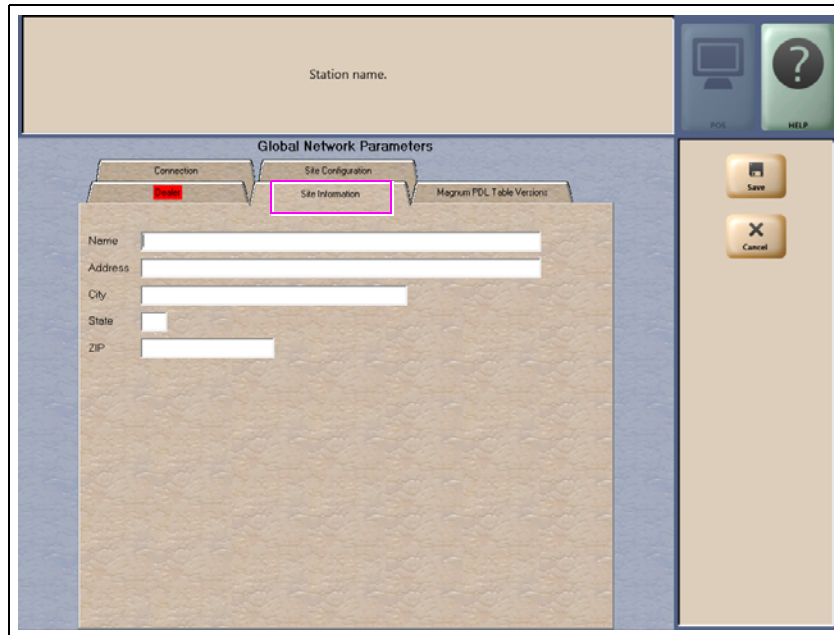 Station name.
POS
HELP
Global Network Parameters
Connection Site Configuration
Dealer Site Information Magnum PDL Table Versions
Save
Cancel
Name
Address
City
State
ZIP